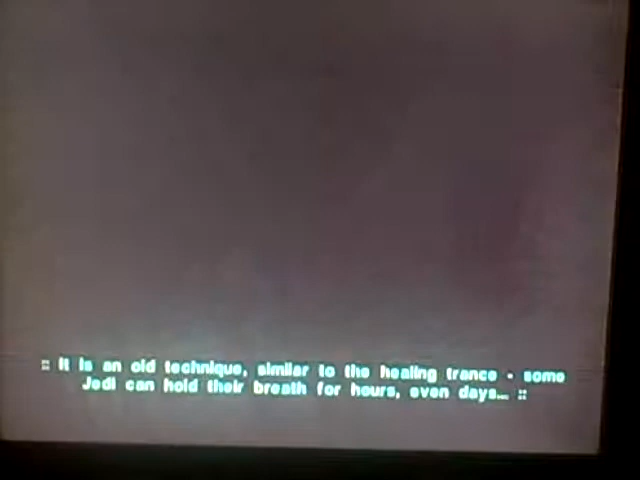 :: It is an old technique, similar to the healing trance - some
Jedi can hold their breath for hours, even days... ::